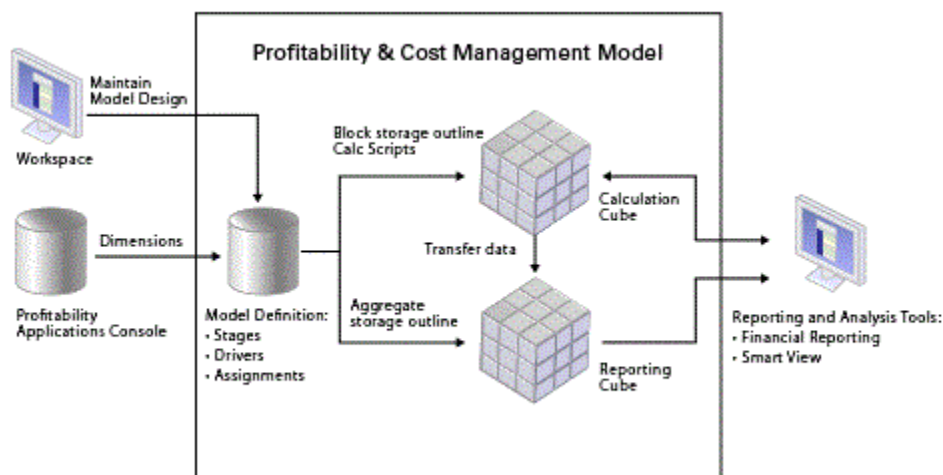 Profitability & Cost Management Model
Maintain
Model Design
Workspace
Block storage outline
Calc Scripts
Calculation
Cube
Dimensions
Transfer data
Profitability
Applications Console
Model Definition:
• Stages
• Drivers
• Assignments
Aggregate
storage outline
Reporting
Cube
Reporting and Analysis Tools:
• Financial Reporting
• Smart View